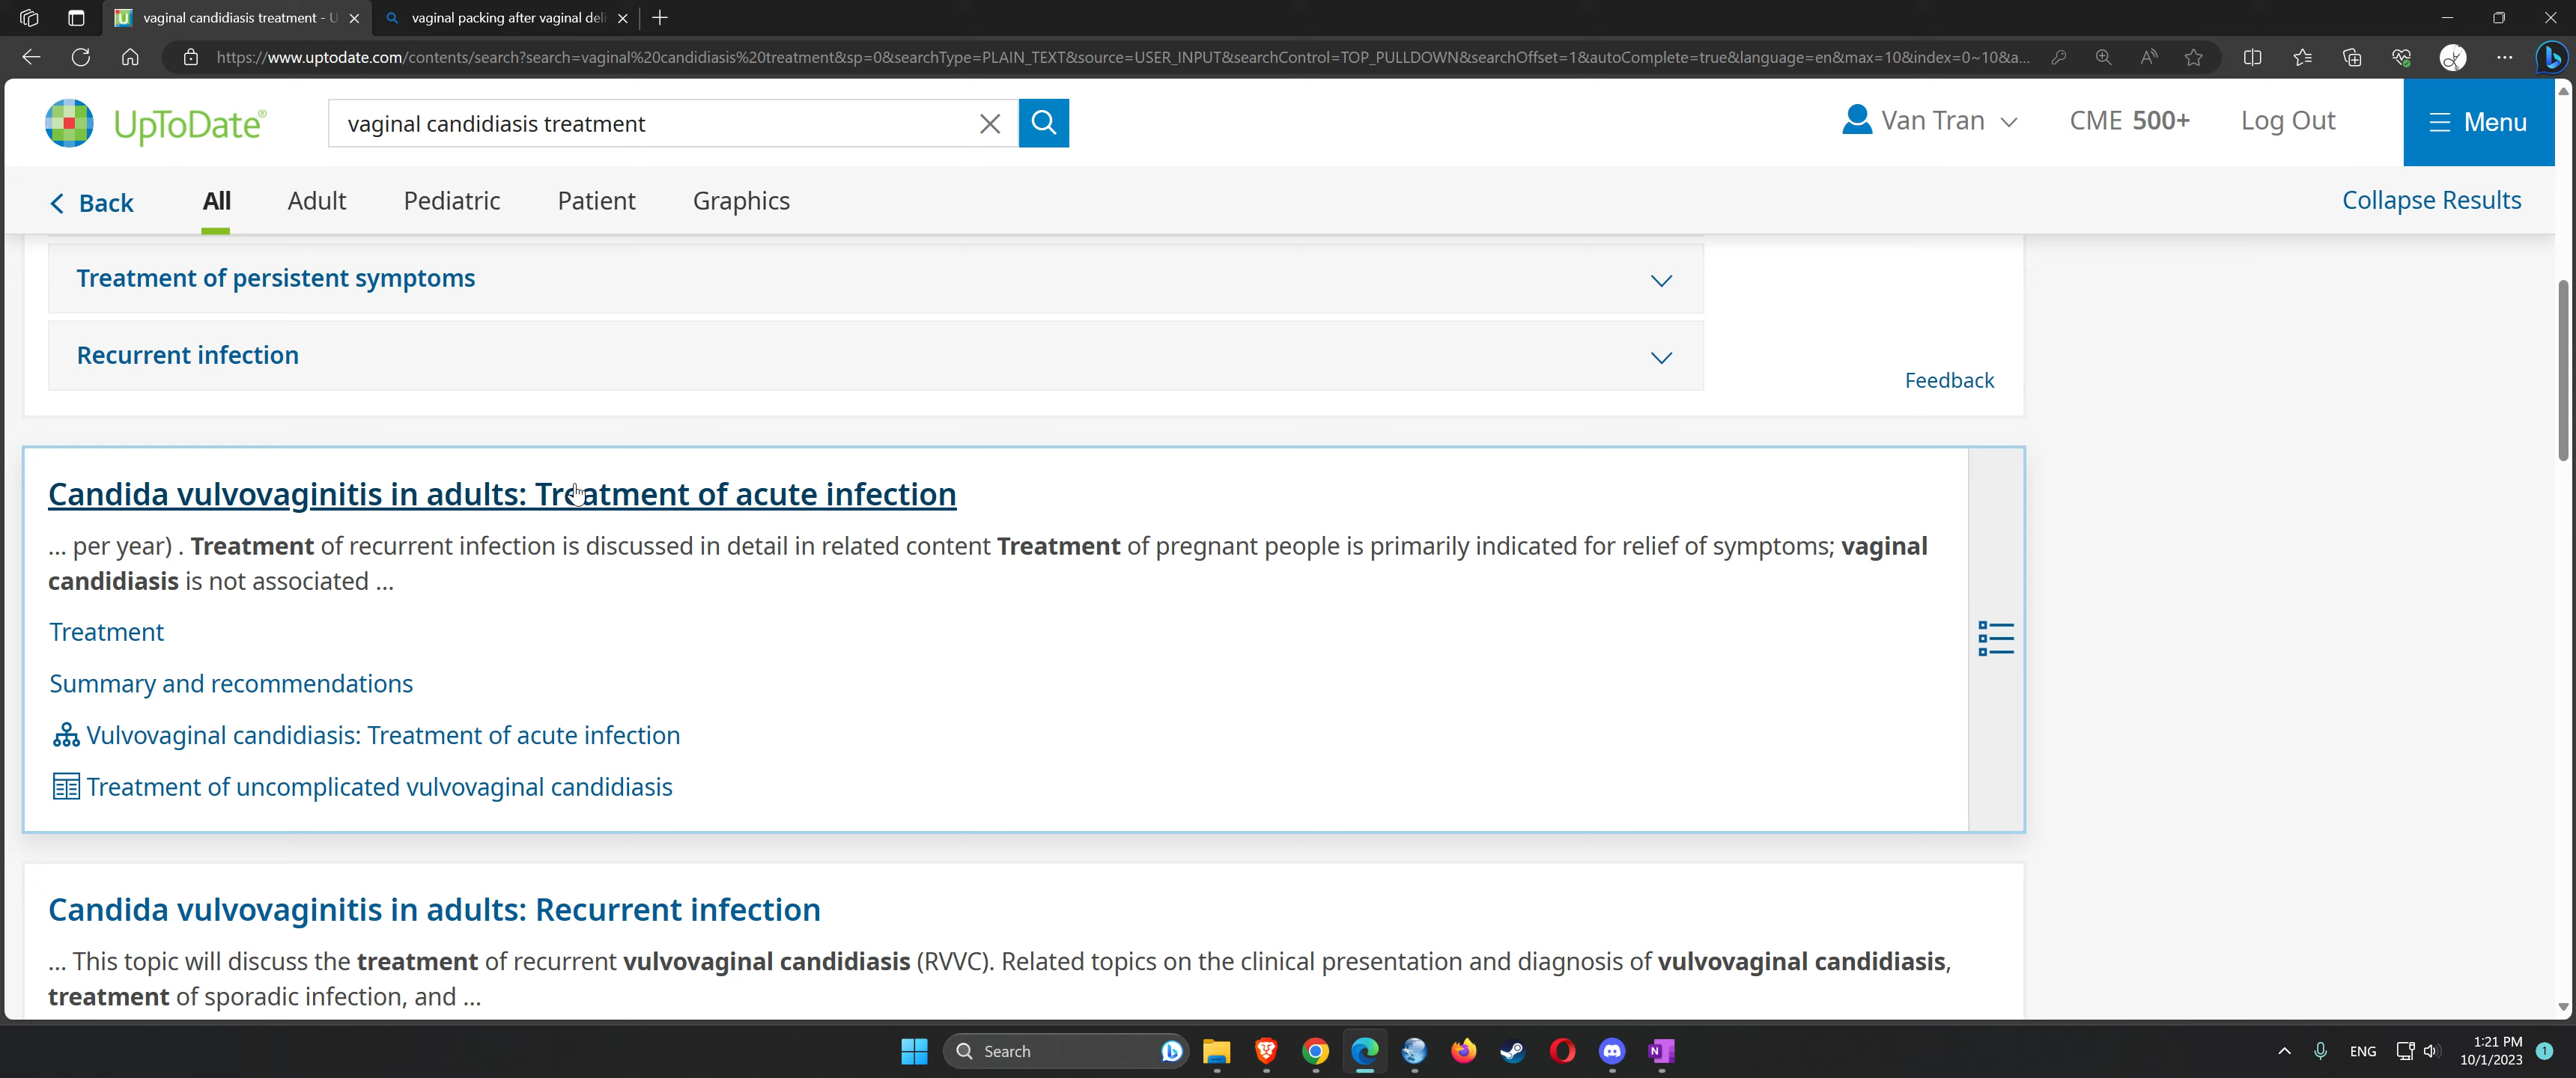 vaginal candidiasis treatment - U
vaginal packing after vaginal deli
https://www.uptodate.com/contents/search?search=vaginal%20candidiasis%20treatment&sp=0&searchType=PLAIN_TEXT&source=USER_INPUT&searchControl=TOP_PULLDOWN&searchOffset=1&autoComplete=true&language=en&max=10&index=0~10&a...
UpToDate®
vaginal candidiasis treatment
Van Tran
CME 500+
Log Out
Menu
Back
All
Adult
Pediatric
Patient
Graphics
Collapse Results
Treatment of persistent symptoms
Recurrent infection
Feedback
Candida vulvovaginitis in adults: Treatment of acute infection
... per year) . Treatment of recurrent infection is discussed in detail in related content Treatment of pregnant people is primarily indicated for relief of symptoms; vaginal
candidiasis is not associated ...
Treatment
Summary and recommendations
Vulvovaginal candidiasis: Treatment of acute infection
Treatment of uncomplicated vulvovaginal candidiasis
Candida vulvovaginitis in adults: Recurrent infection
... This topic will discuss the treatment of recurrent vulvovaginal candidiasis (RVVC). Related topics on the clinical presentation and diagnosis of vulvovaginal candidiasis,
treatment of sporadic infection, and ...
Search
ENG
1:21 PM
10/1/2023
1